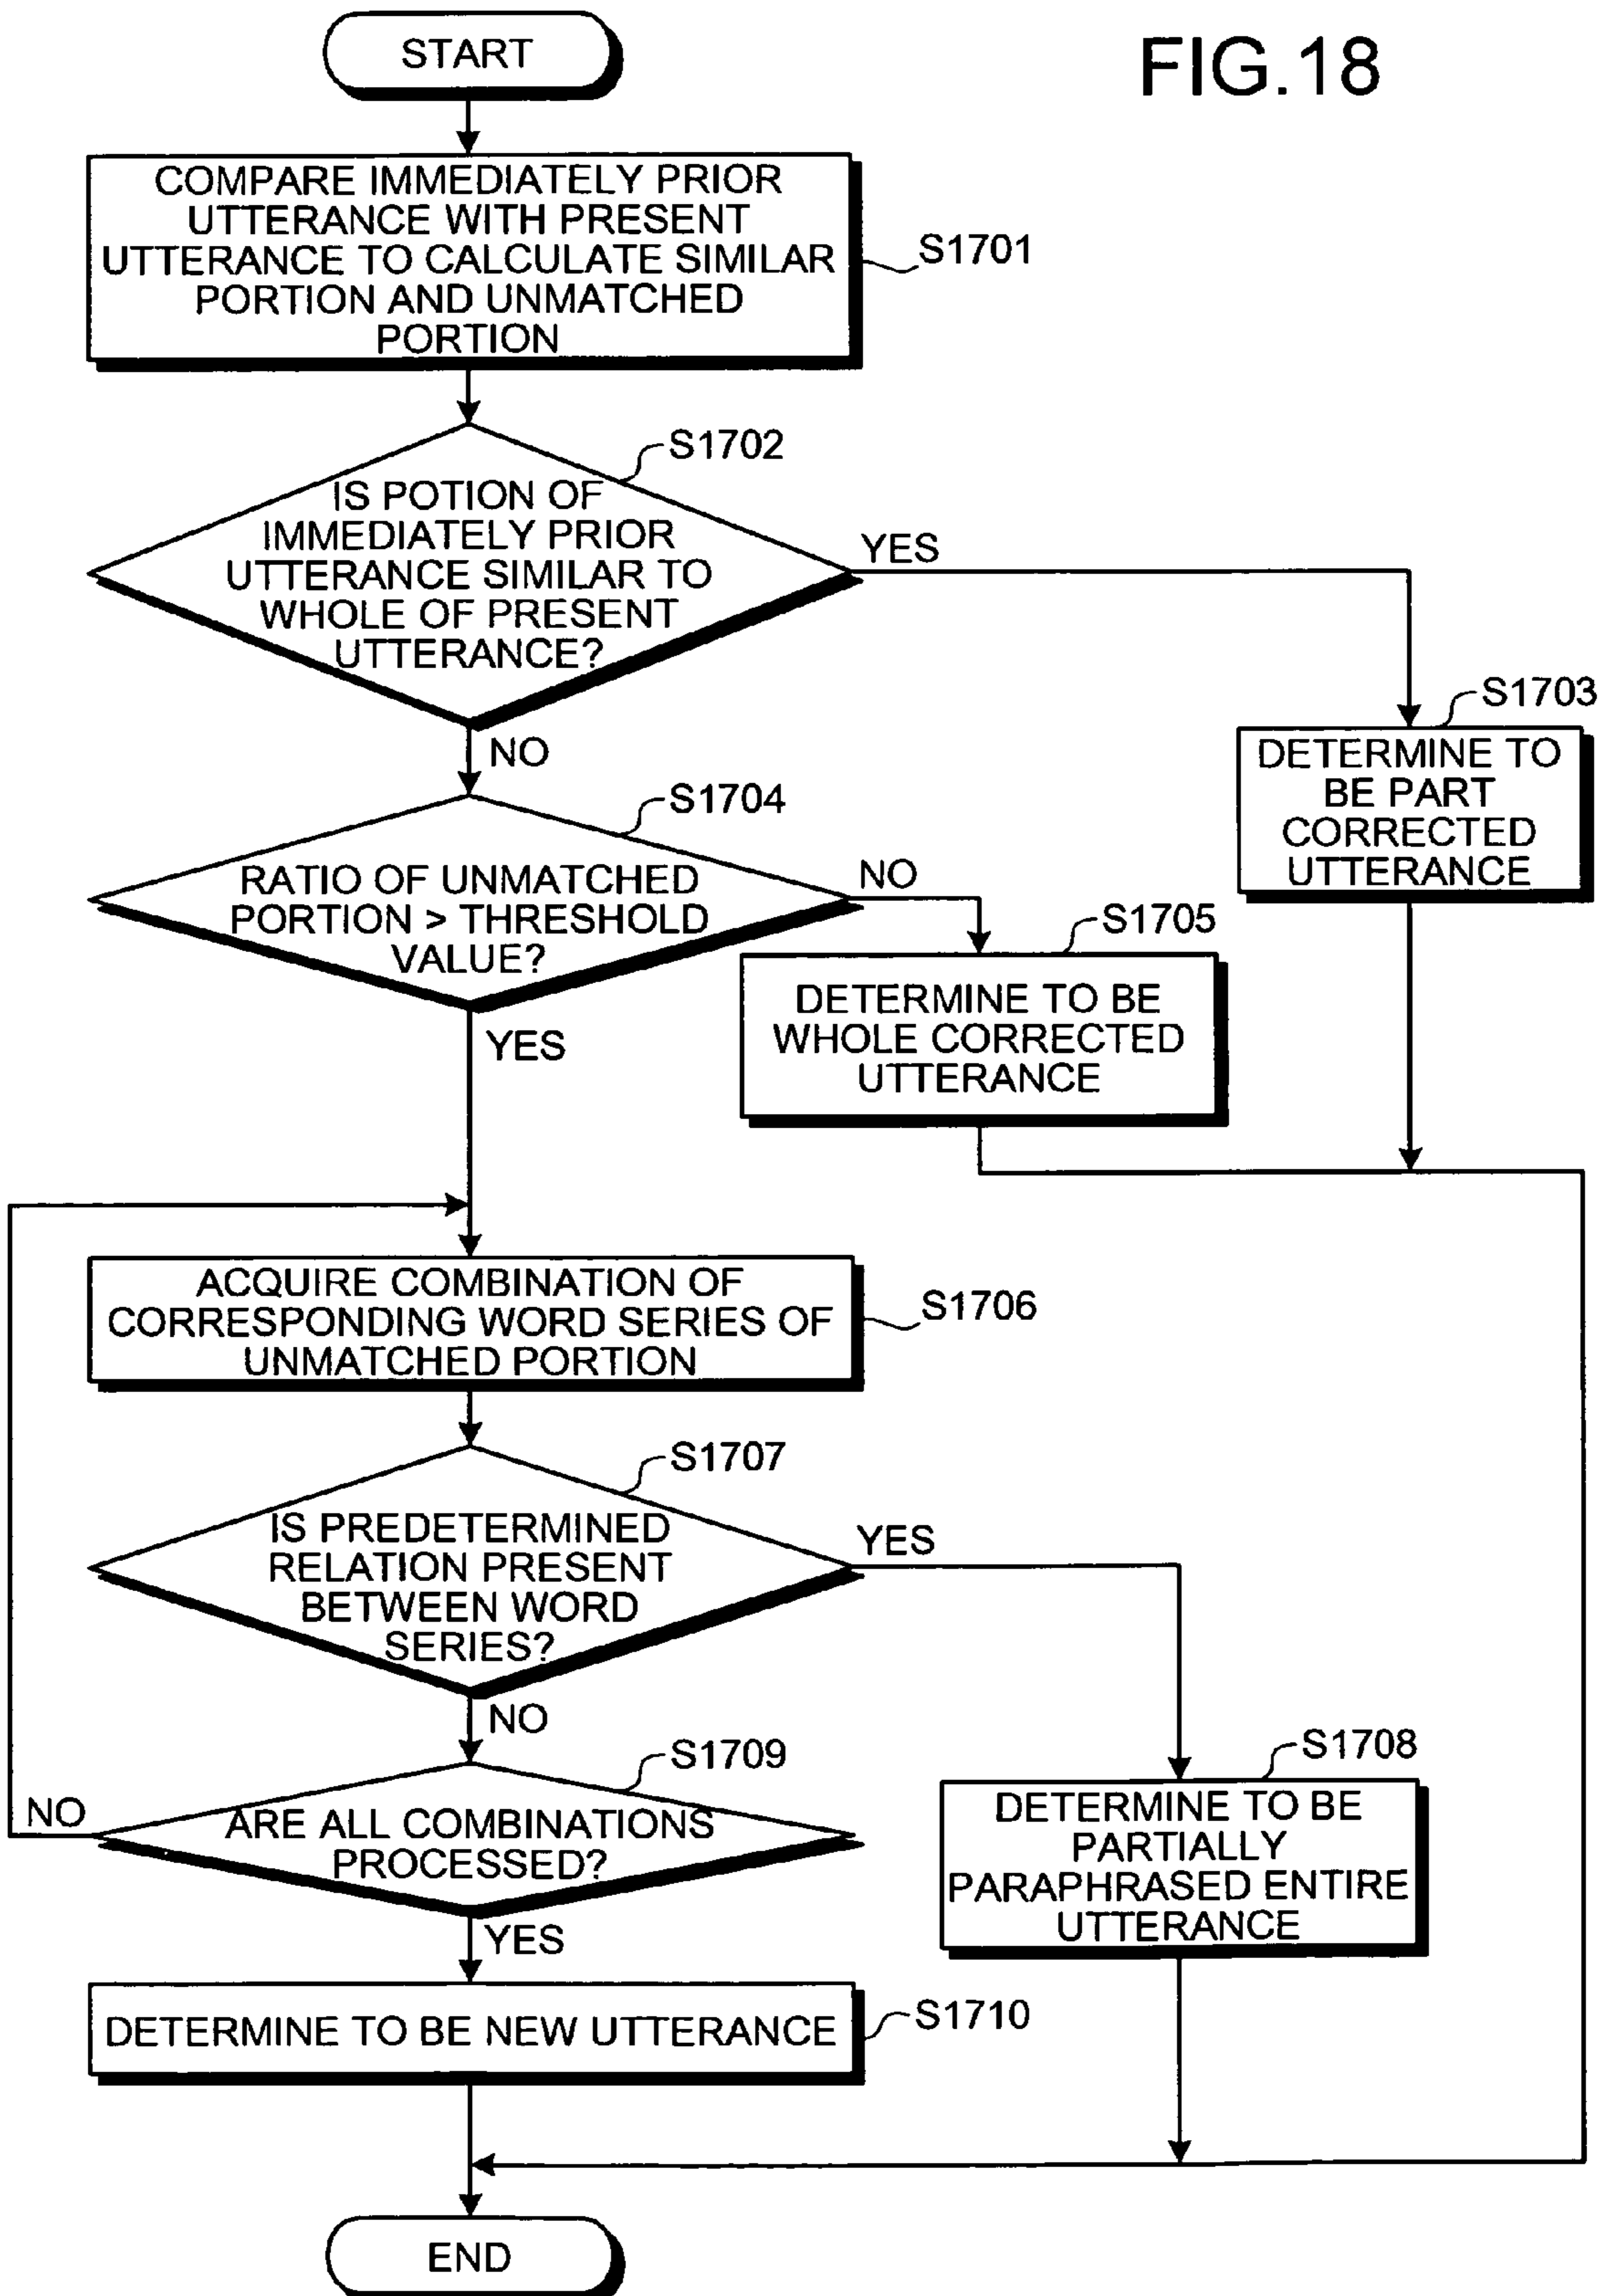 FIG.18
START
COMPARE IMMEDIATELY PRIOR
UTTERANCE WITH PRESENT
UTTERANCE TO CALCULATE SIMILAR
PORTION AND UNMATCHED
PORTION
S1701
S1702
IS POTION OF
IMMEDIATELY PRIOR
UTTERANCE SIMILAR TO
WHOLE OF PRESENT
UTTERANCE?
YES
NO
S1703
DETERMINE TO
BE PART
CORRECTED
UTTERANCE
S1704
RATIO OF UNMATCHED
PORTION > THRESHOLD
VALUE?
NO
YES
S1705
DETERMINE TO BE
WHOLE CORRECTED
UTTERANCE
ACQUIRE COMBINATION OF
CORRESPONDING WORD SERIES OF
UNMATCHED PORTION
S1706
S1707
IS PREDETERMINED
RELATION PRESENT
BETWEEN WORD
SERIES?
YES
NO
S1708
DETERMINE TO BE
PARTIALLY
PARAPHRASED ENTIRE
UTTERANCE
S1709
ARE ALL COMBINATIONS
PROCESSED?
NO
YES
DETERMINE TO BE NEW UTTERANCE
S1710
END